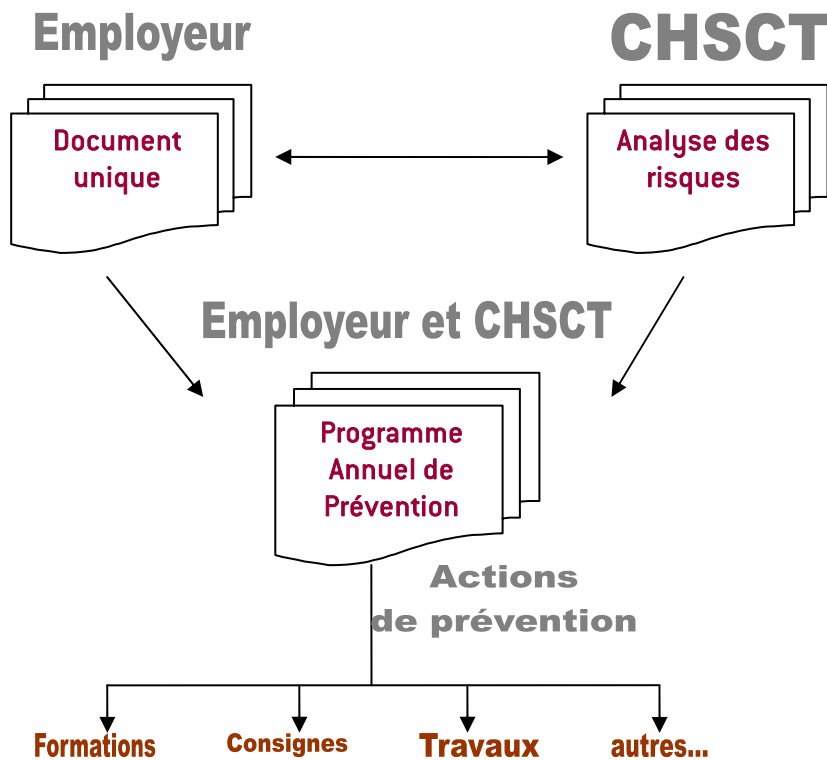 Employeur
CHSCT
Document
unique
Analyse des
risques
Employeur et CHSCT
Programme
Annuel de
Prévention
Actions
de prévention
Formations
Consignes
Travaux
autres...